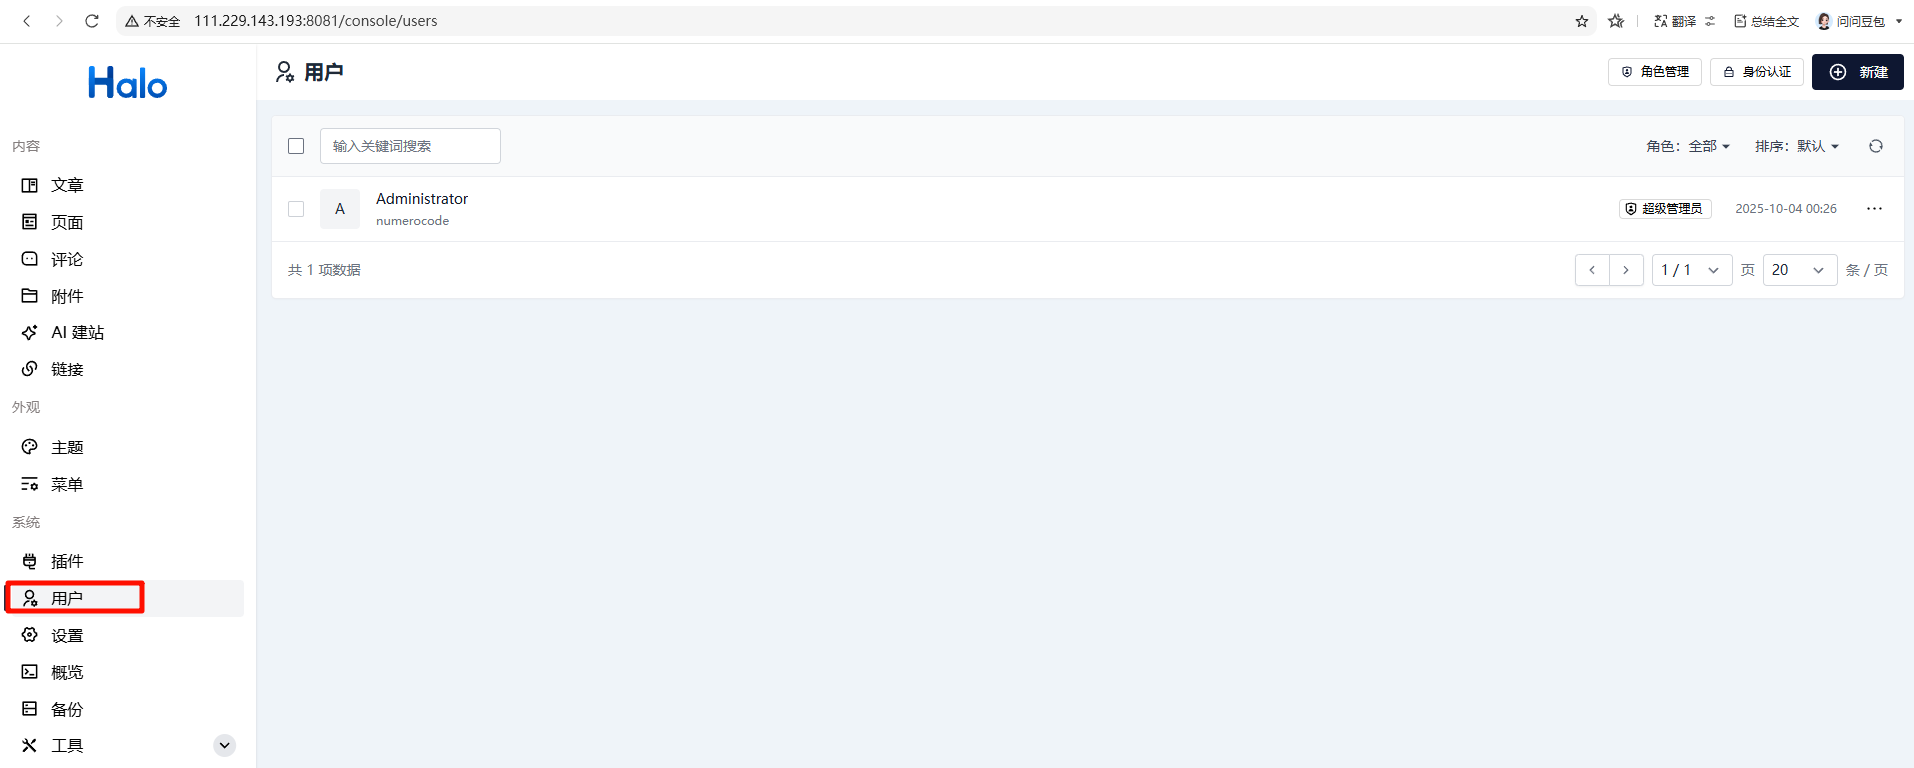 不安全 111.229.143.193:8081/console/users 翻译 总结全文 问问豆包
Halo
内容
文章
页面
评论
附件
AI 建站
链接
外观
主题
菜单
系统
插件
用户
设置
概览
备份
工具
用户 角色管理 身份认证 新建
输入关键词搜索 角色: 全部 排序: 默认
A Administrator 超级管理员 2025-10-04 00:26
numerocode
共 1 项数据 1 / 1 页 20 条 / 页